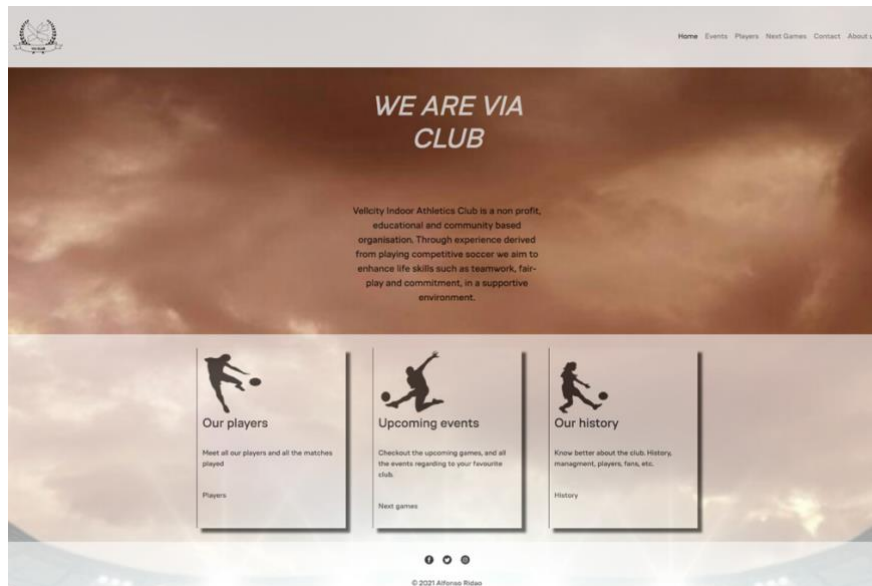 VIA CLUB
Home Events Players Next Games Contact About u
WE ARE VIA
CLUB
Vellcity Indoor Athletics Club is a non profit,
educational and community based
organisation. Through experience derived
from playing competitive soccer we aim to
enhance life skills such as teamwork, fair-
play and commitment, in a supportive
environment.
Our players
Meet all our players and all the matches
played
Players
Upcoming events
Checkout the upcoming games, and all
the events regarding to your favourite
club.
Next games
Our history
Know better about the club. History,
managment, players, fans, etc.
History
© 2021 Alfonso Ridao